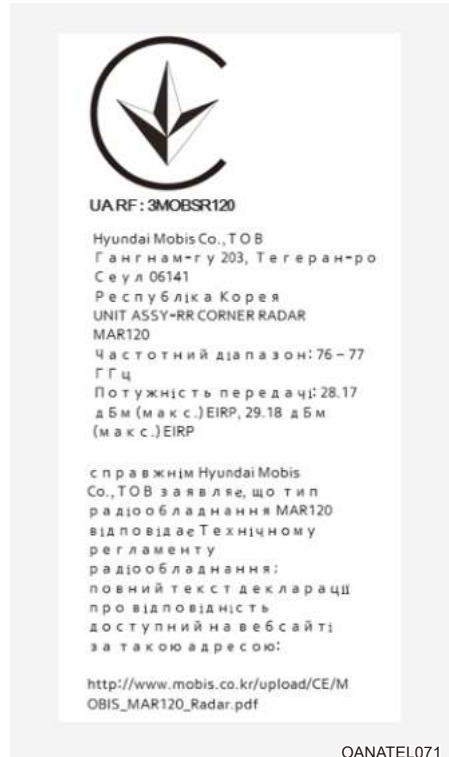 UA RF : 3MOBSR120
Hyundai Mobis Co., Т О В
Гангнам-гу 203, Тегеран-ро
Сеул 06141
Республіка Корея
UNIT ASSY-RR CORNER RADAR
MAR120
Частотний діапазон: 76 – 77
ГГц
Потужність передачі: 28.17
дБм (макс.) EIRP, 29.18 дБм
(макс.) EIRP
справжнім Hyundai Mobis
Co., ТОВ заявляє, що тип
радіообладнання MAR120
відповідає Технічному
регламенту
радіообладнання;
повний текст декларації
про відповідність
доступний на вебсайті
за такою адресою:
http://www.mobis.co.kr/upload/CE/M
OBIS_MAR120_Radar.pdf
OANATEL071